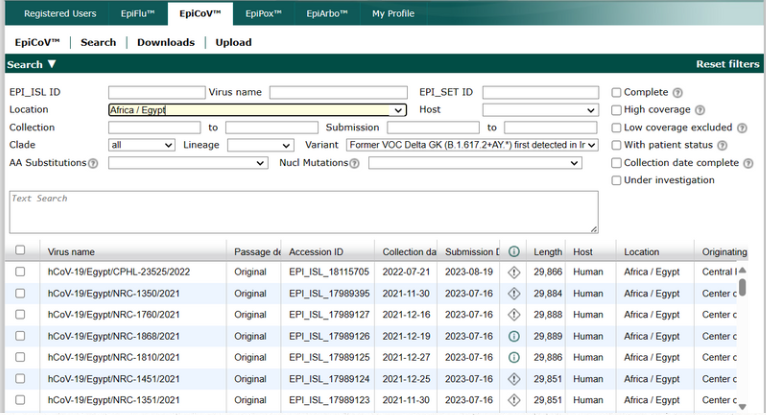 Registered Users EpiFlu™ EpiCoV™ EpiPox™ EpiArbo™ My Profile
EpiCoV™ Search Downloads Upload
Search ▼ Reset filters
EPI_ISL ID Virus name EPI_SET ID Complete
Location Africa / Egypt Host High coverage
Collection to Submission to Low coverage excluded
Clade all Lineage Variant Former VOC Delta GK (B.1.617.2+AY.*) first detected in Ir With patient status
AA Substitutions Nucl Mutations Collection date complete
Under investigation
Text Search
Virus name Passage de Accession ID Collection da Submission D Length Host Location Originating
hCoV-19/Egypt/CPHL-23525/2022 Original EPI_ISL_18115705 2022-07-21 2023-08-19 29,866 Human Africa / Egypt Central l
hCoV-19/Egypt/NRC-1350/2021 Original EPI_ISL_17989395 2021-11-30 2023-07-16 29,884 Human Africa / Egypt Center c
hCoV-19/Egypt/NRC-1760/2021 Original EPI_ISL_17989127 2021-12-16 2023-07-16 29,888 Human Africa / Egypt Center c
hCoV-19/Egypt/NRC-1868/2021 Original EPI_ISL_17989126 2021-12-19 2023-07-16 29,889 Human Africa / Egypt Center c
hCoV-19/Egypt/NRC-1810/2021 Original EPI_ISL_17989125 2021-12-27 2023-07-16 29,886 Human Africa / Egypt Center c
hCoV-19/Egypt/NRC-1451/2021 Original EPI_ISL_17989124 2021-12-25 2023-07-16 29,851 Human Africa / Egypt Center c
hCoV-19/Egypt/NRC-1351/2021 Original EPI_ISL_17989123 2021-11-30 2023-07-16 29,851 Human Africa / Egypt Center c